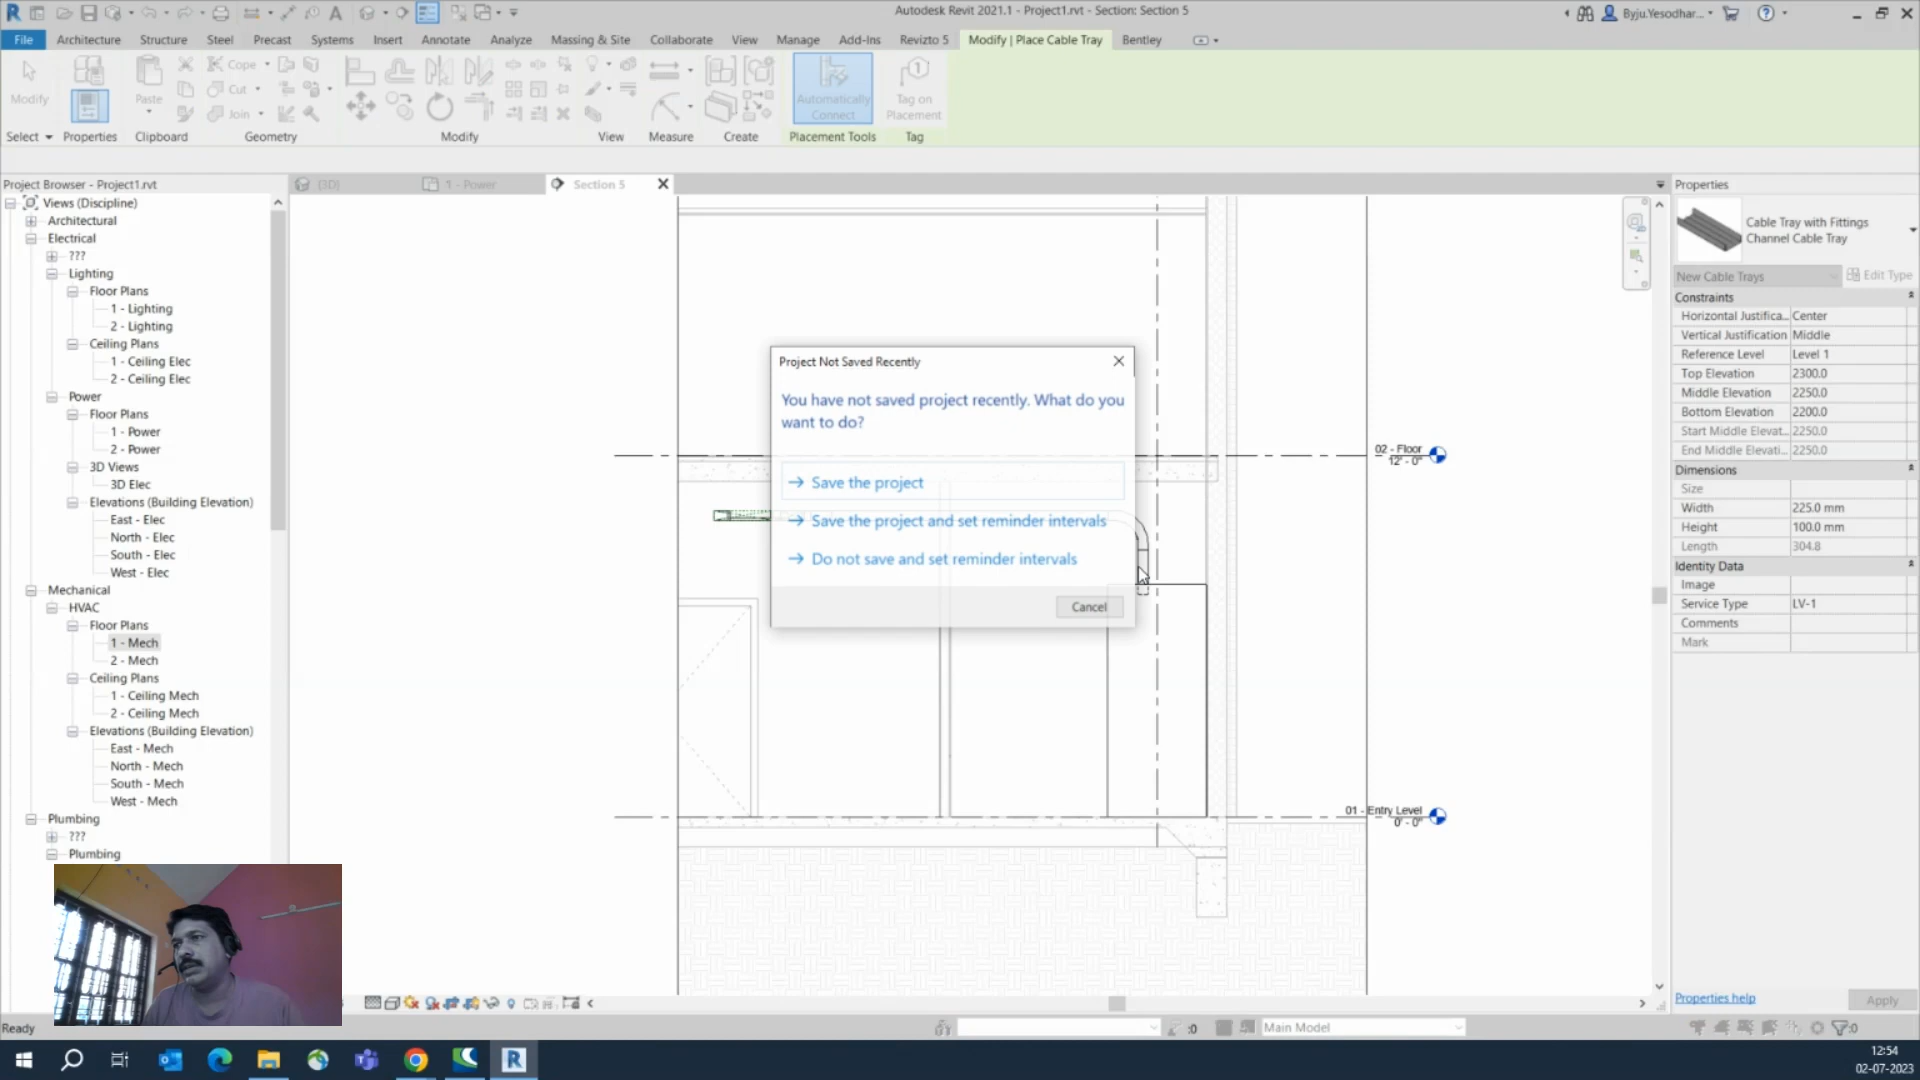 Autodesk Revit 2021.1 - Project1.rvt - Section: Section 5
Byju.Yesodhar...
File
Architecture
Structure
Steel
Precast
Systems
Insert
Annotate
Analyze
Massing & Site
Collaborate
View
Manage
Add-Ins
Revizto 5
Modify | Place Cable Tray
Bentley
Modify
Paste
Cope
Cut
Join
Automatically
Connect
Tag on
Placement
Select
Properties
Clipboard
Geometry
Modify
View
Measure
Create
Placement Tools
Tag
Project Browser - Project1.rvt
(3D)
1 - Power
Section 5
Properties
Views (Discipline)
Architectural
Electrical
???
Lighting
Floor Plans
1 - Lighting
2 - Lighting
Ceiling Plans
1 - Ceiling Elec
2 - Ceiling Elec
Power
Floor Plans
1 - Power
2 - Power
3D Views
3D Elec
Elevations (Building Elevation)
East - Elec
North - Elec
South - Elec
West - Elec
Mechanical
HVAC
Floor Plans
1 - Mech
2 - Mech
Ceiling Plans
1 - Ceiling Mech
2 - Ceiling Mech
Elevations (Building Elevation)
East - Mech
North - Mech
South - Mech
West - Mech
Plumbing
???
Plumbing
Project Not Saved Recently
You have not saved project recently. What do you
want to do?
Save the project
Save the project and set reminder intervals
Do not save and set reminder intervals
Cancel
02 - Floor
12' - 0"
01 - Entry Level
0' - 0"
Cable Tray with Fittings
Channel Cable Tray
New Cable Trays
Edit Type
Constraints
Horizontal Justifica... Center
Vertical Justification Middle
Reference Level Level 1
Top Elevation 2300.0
Middle Elevation 2250.0
Bottom Elevation 2200.0
Start Middle Elevat... 2250.0
End Middle Elevati... 2250.0
Dimensions
Size
Width 225.0 mm
Height 100.0 mm
Length 304.8
Identity Data
Image
Service Type LV-1
Comments
Mark
Properties help
Apply
Ready
:0
Main Model
:0
12:54
02-07-2023